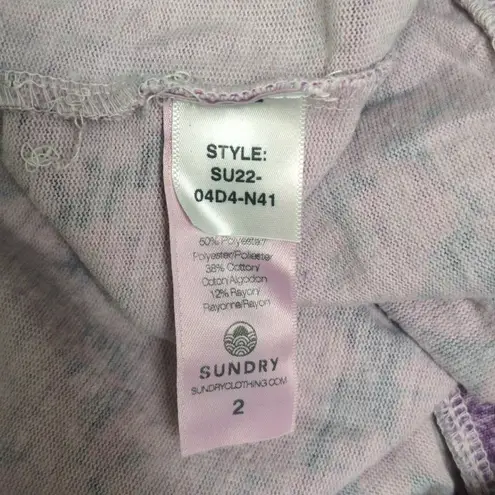 STYLE:
SU22-
04D4-N41
Polyester/
Polyester/Poliester
38% Cotton/
Coton/Algodon
12% Rayon/
Rayonne/Rayon
SUNDRY
SUNDRYCLOTHING.COM
2